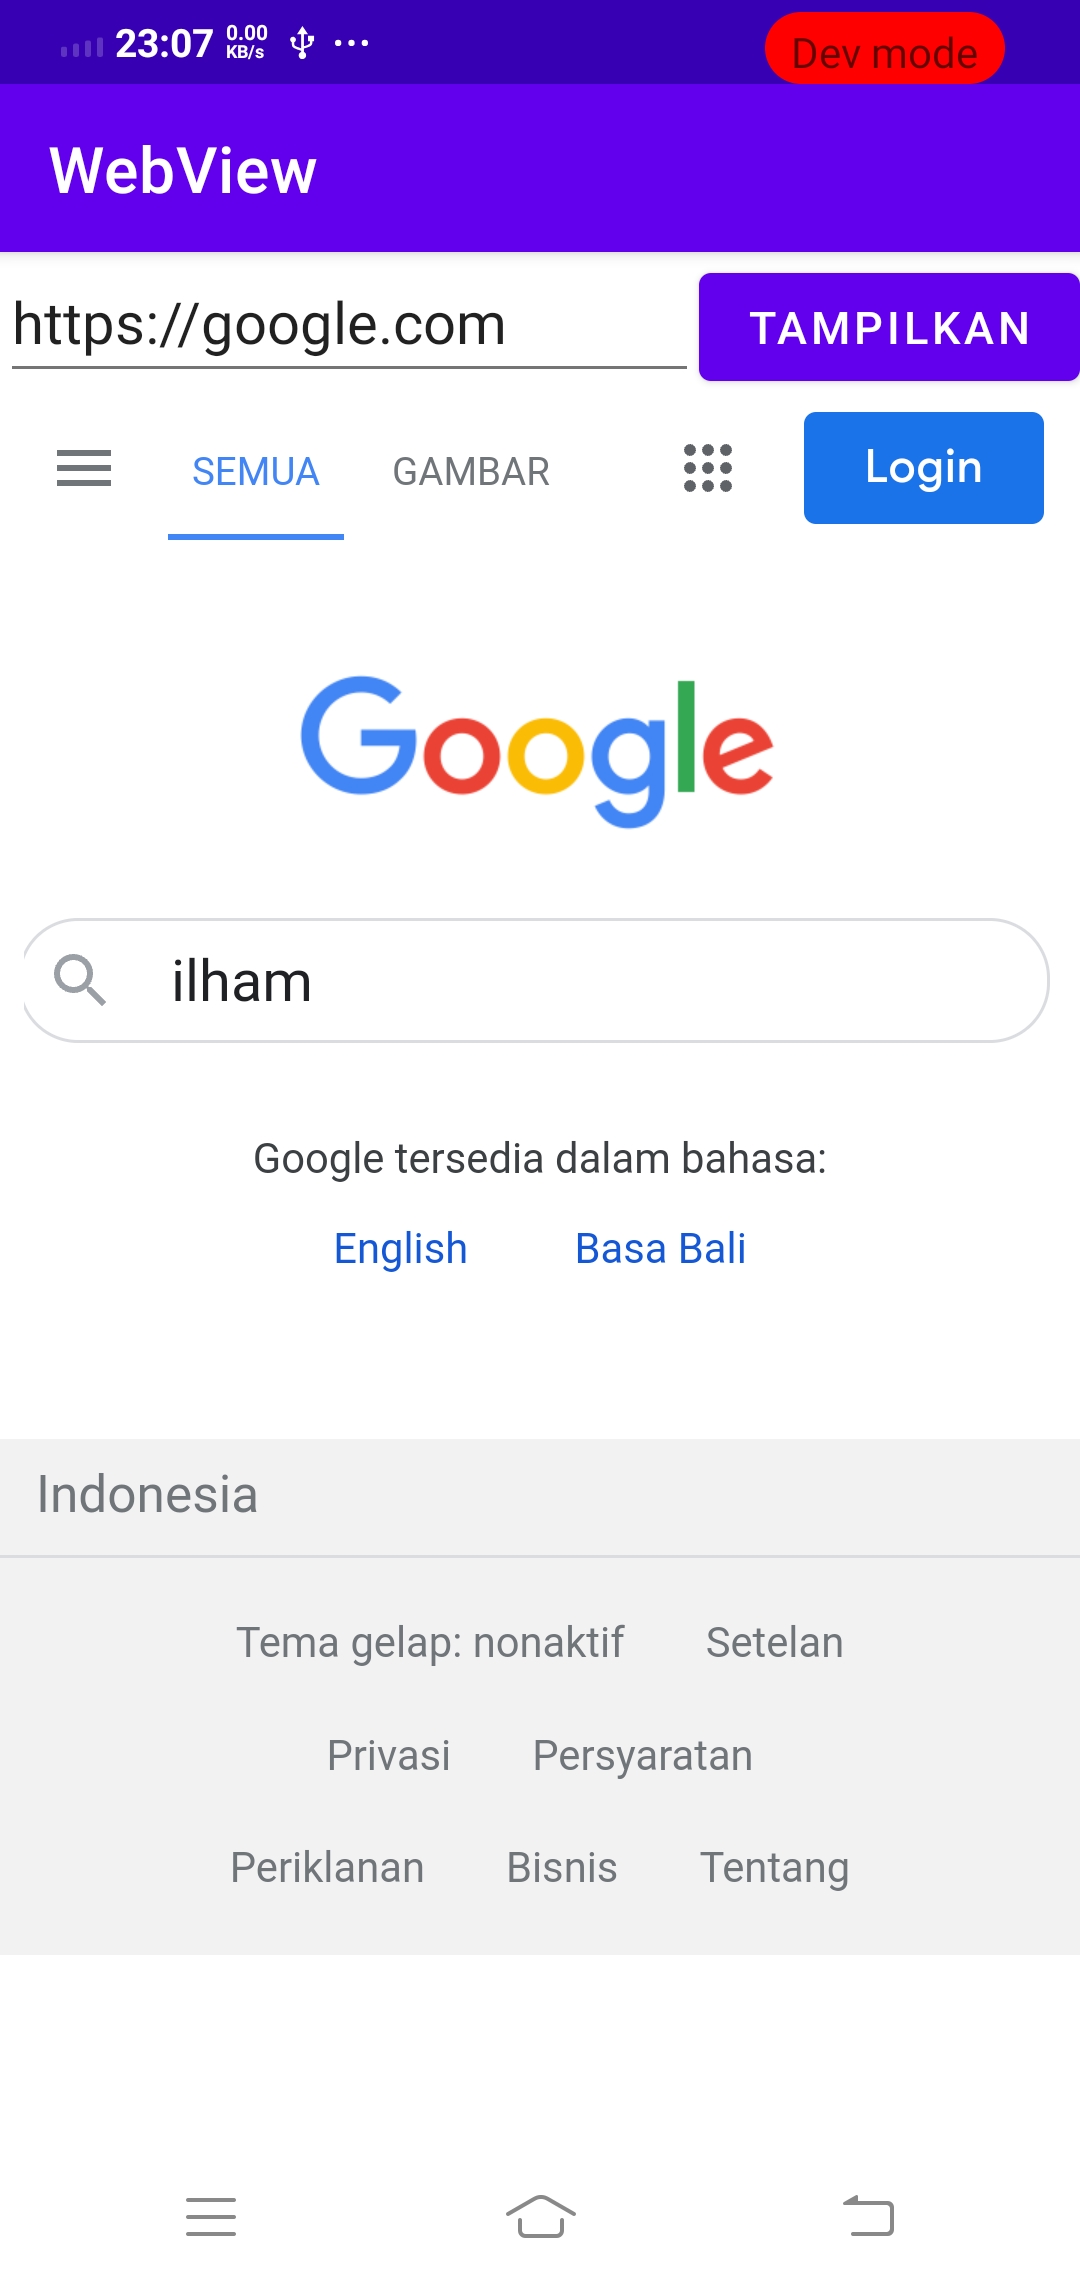 23:07 0.00 KB/s Dev mode
WebView
https://google.com TAMPILKAN
SEMUA GAMBAR Login
Google
ilham
Google tersedia dalam bahasa:
English Basa Bali
Indonesia
Tema gelap: nonaktif Setelan
Privasi Persyaratan
Periklanan Bisnis Tentang